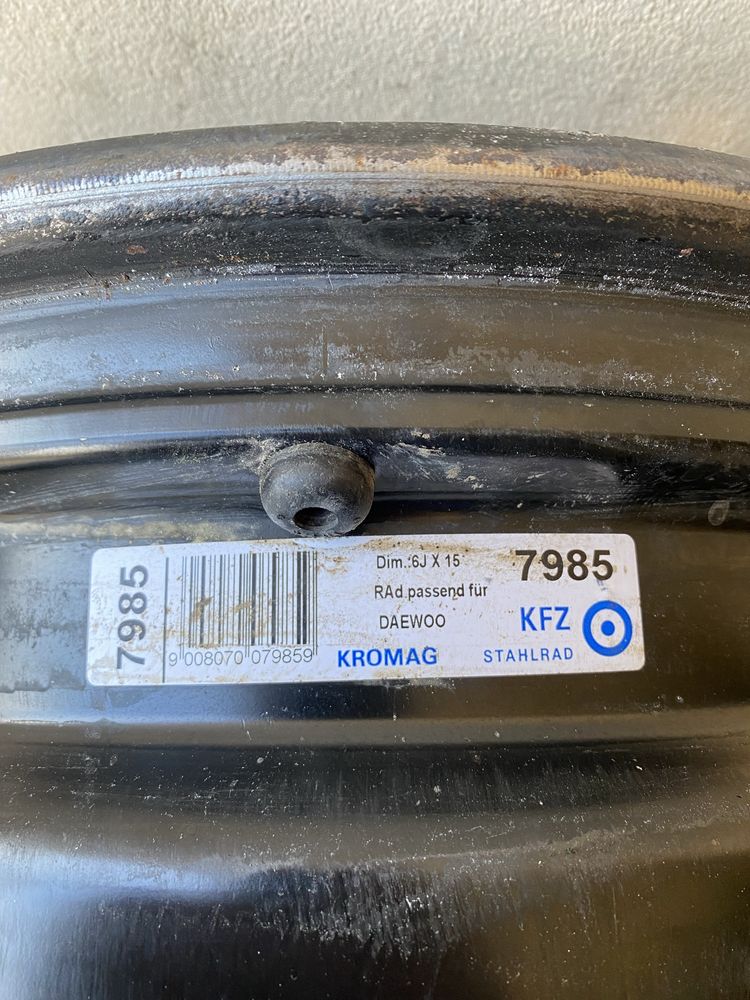 7985
9 008070 079859
Dim.:6J X 15
RAd passend für
DAEWOO
KROMAG
7985
KFZ
STAHLRAD